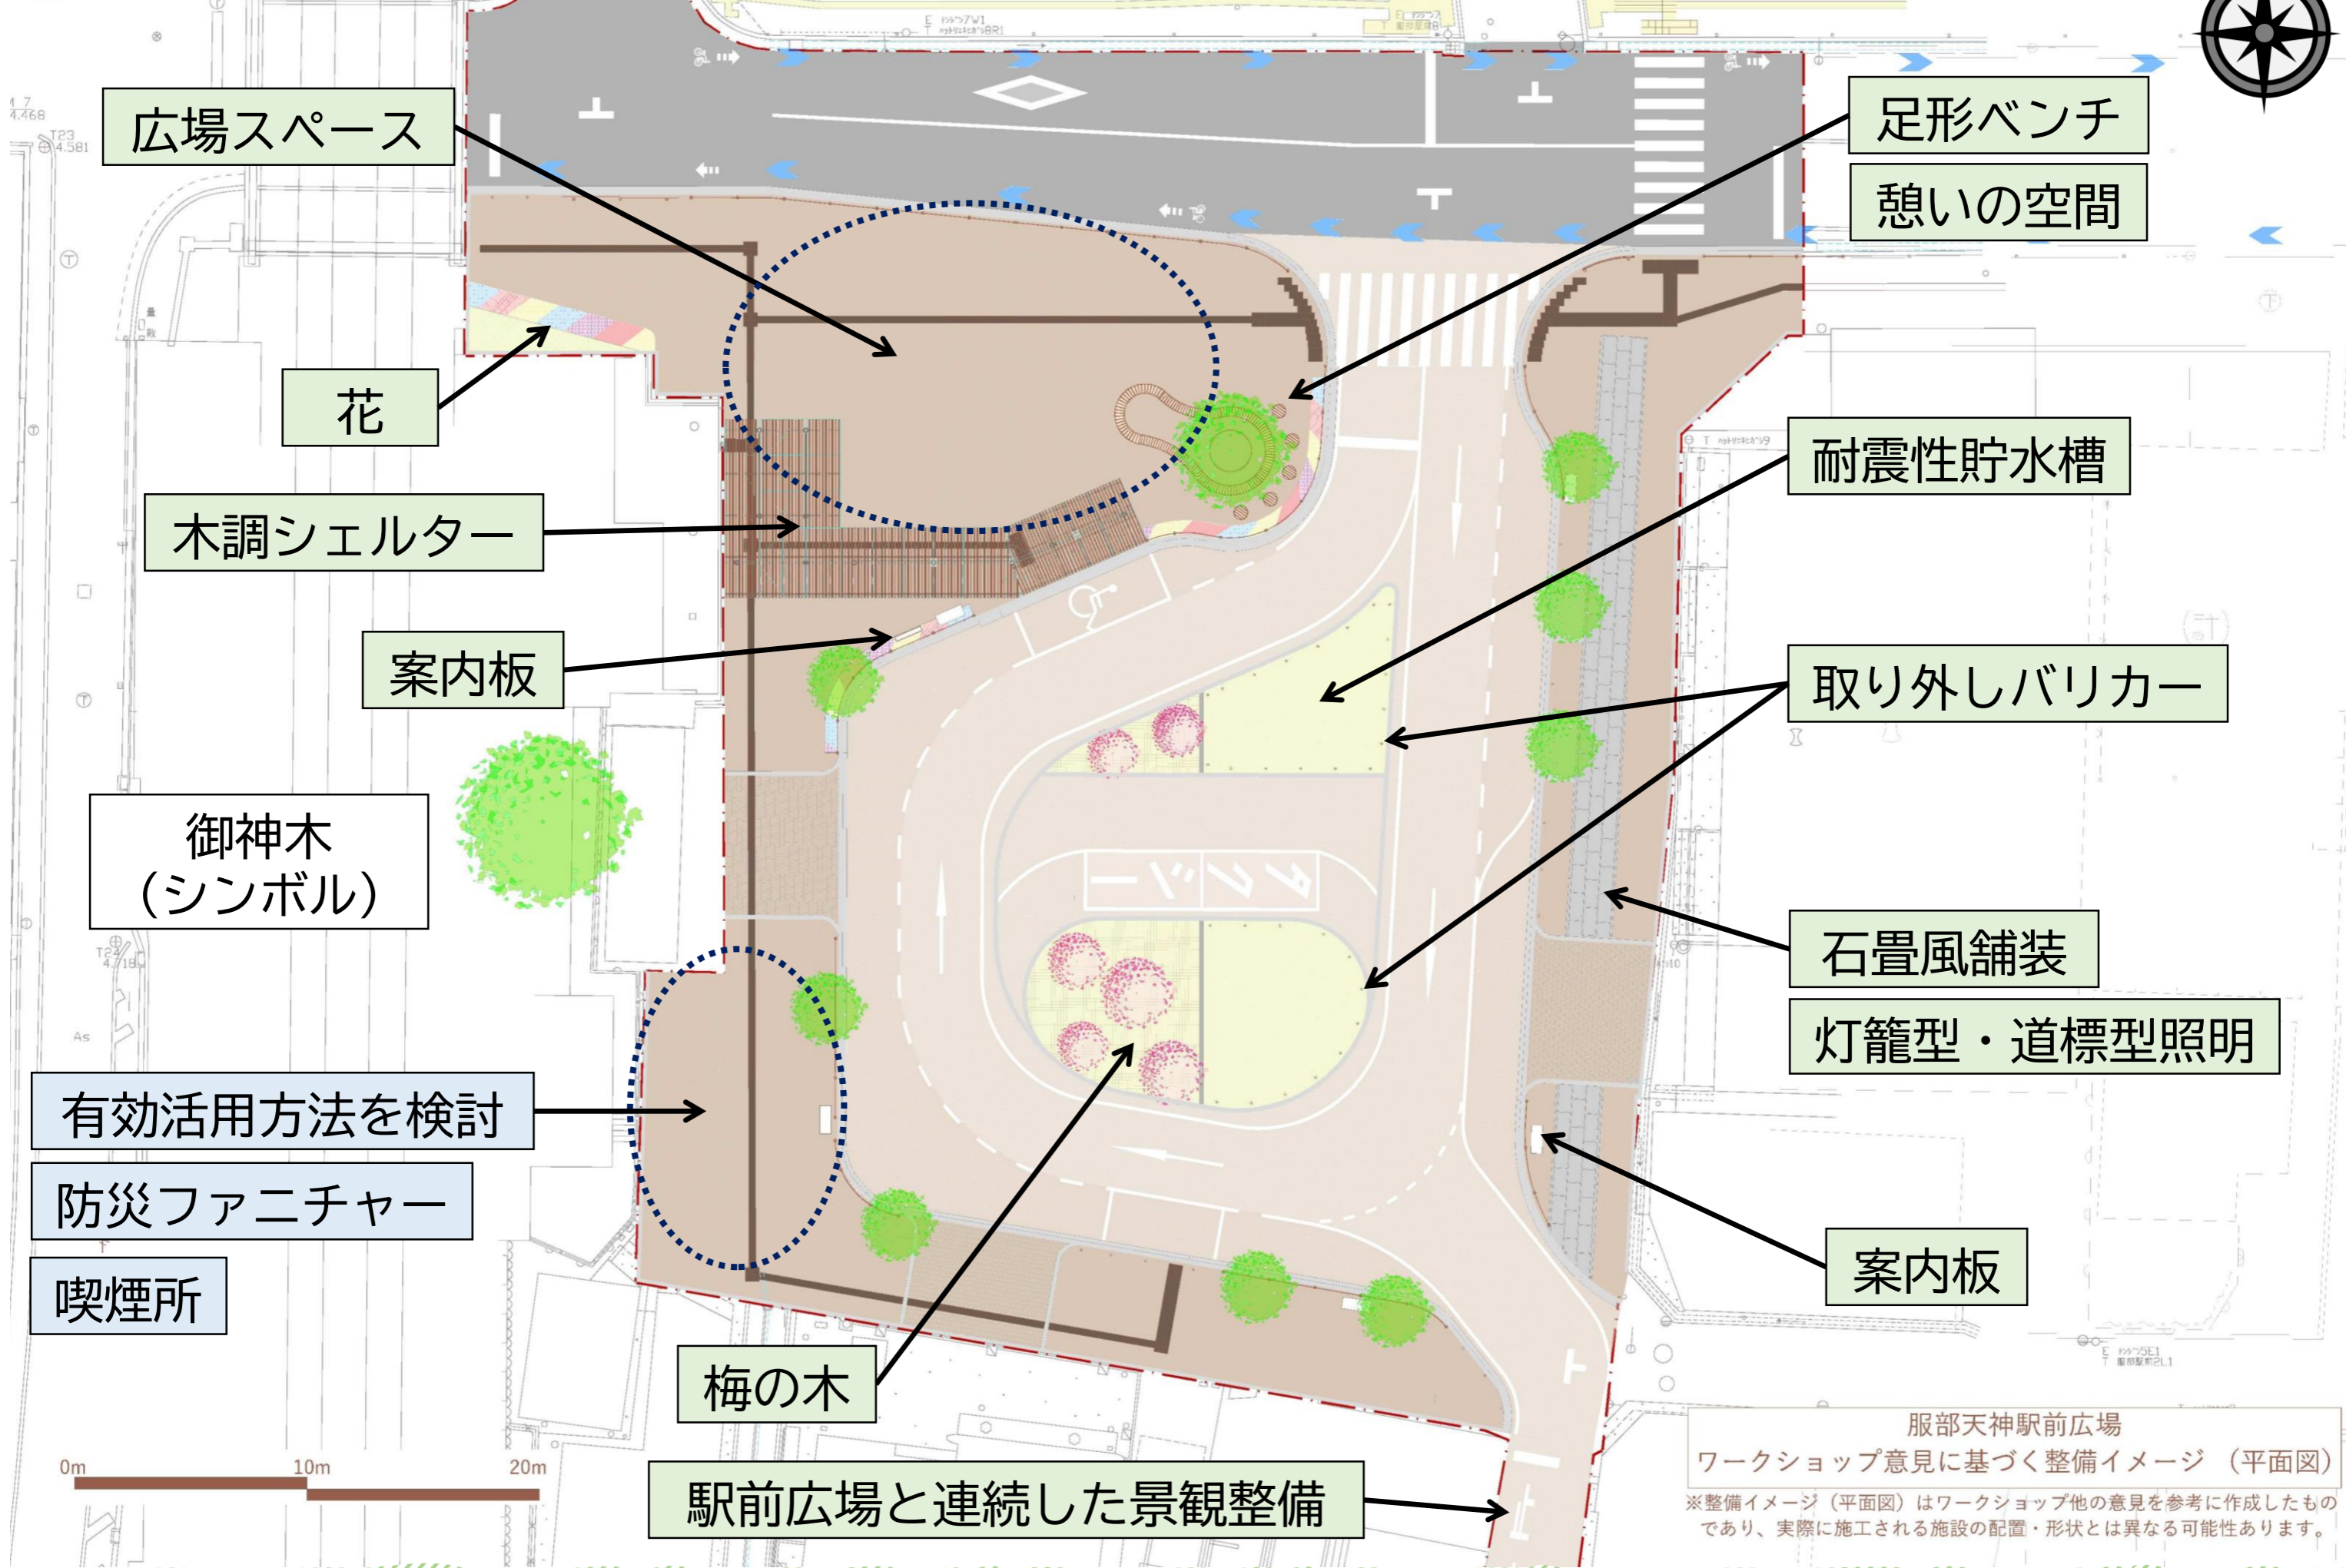 広場スペース
足形ベンチ
憩いの空間
花
耐震性貯水槽
木調シェルター
案内板
取り外しバリカー
御神木
（シンボル）
タクシー
石畳風舗装
灯籠型・道標型照明
有効活用方法を検討
防災ファニチャー
喫煙所
案内板
梅の木
駅前広場と連続した景観整備
0m 10m 20m
服部天神駅前広場
ワークショップ意見に基づく整備イメージ （平面図）
※整備イメージ（平面図）はワークショップ他の意見を参考に作成したもの
であり、実際に施工される施設の配置・形状とは異なる可能性あります。
T23
4.581
4.468
T24
4.718
As